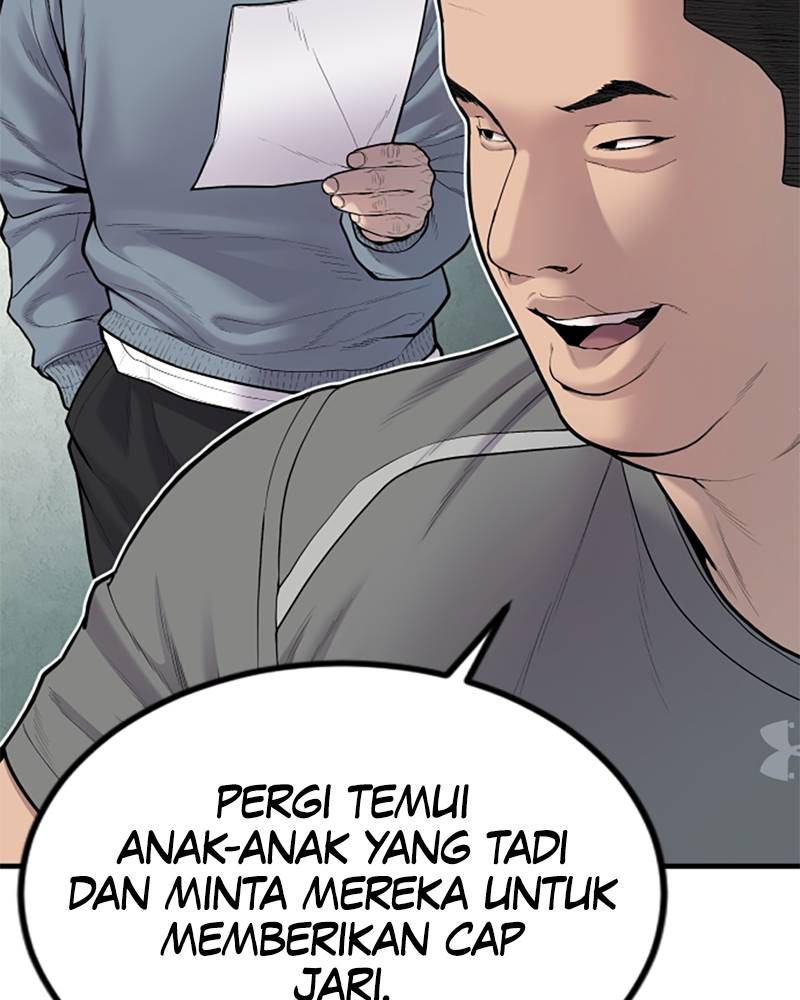 PERGI TEMUI
ANAK-ANAK YANG TADI
DAN MINTA MEREKA UNTUK
MEMBERIKAN CAP
JARI.